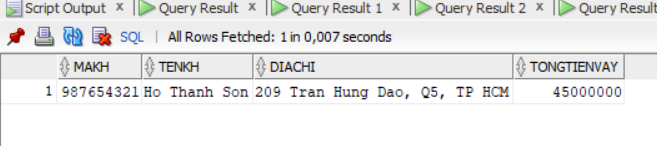 Script Output x Query Result x Query Result 1 x Query Result 2 x Query Result
SQL | All Rows Fetched: 1 in 0,007 seconds
MAKH TENKH DIACHI TONGTIENVAY
1 987654321 Ho Thanh Son 209 Tran Hung Dao, Q5, TP HCM 45000000